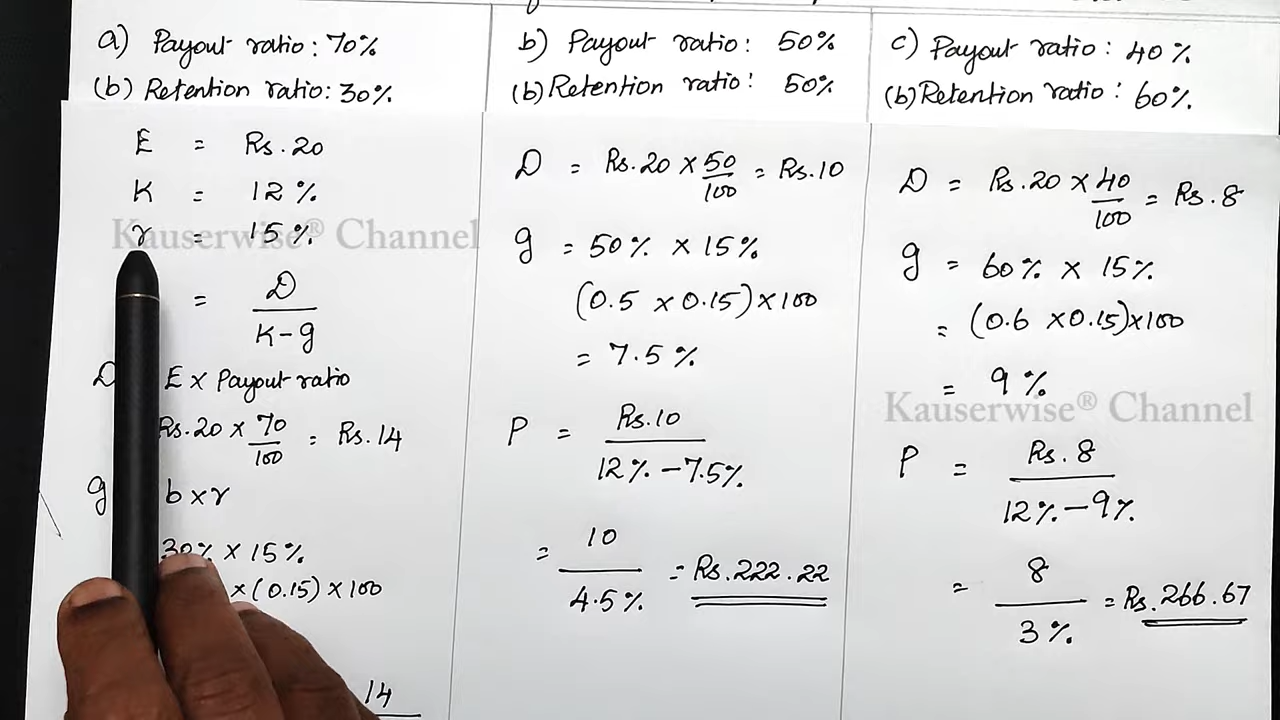 a) Payout ratio: 70%
(b) Retention ratio: 30%
E = Rs. 20
K = 12 %
r = 15 %
= D
K - g
D E x Payout ratio
Rs. 20 x 70 = Rs. 14
100
g b x r
30% x 15 %
x (0.15) x 100
14
b) Payout ratio: 50%
(b) Retention ratio: 50%
D = Rs. 20 x 50 = Rs. 10
100
g = 50% x 15 %
(0.5 x 0.15) x 100
= 7.5 %
P = Rs. 10
12 % - 7.5 %
= 10 = Rs. 222.22
4.5 %
c) Payout ratio: 40 %
(b) Retention ratio: 60%
D = Rs. 20 x 40 = Rs. 8
100
g = 60% x 15 %
= (0.6 x 0.15) x 100
= 9 %
P = Rs. 8
12 % - 9 %
= 8 = Rs. 266.67
3 %
Kauserwise® Channel
Kauserwise® Channel